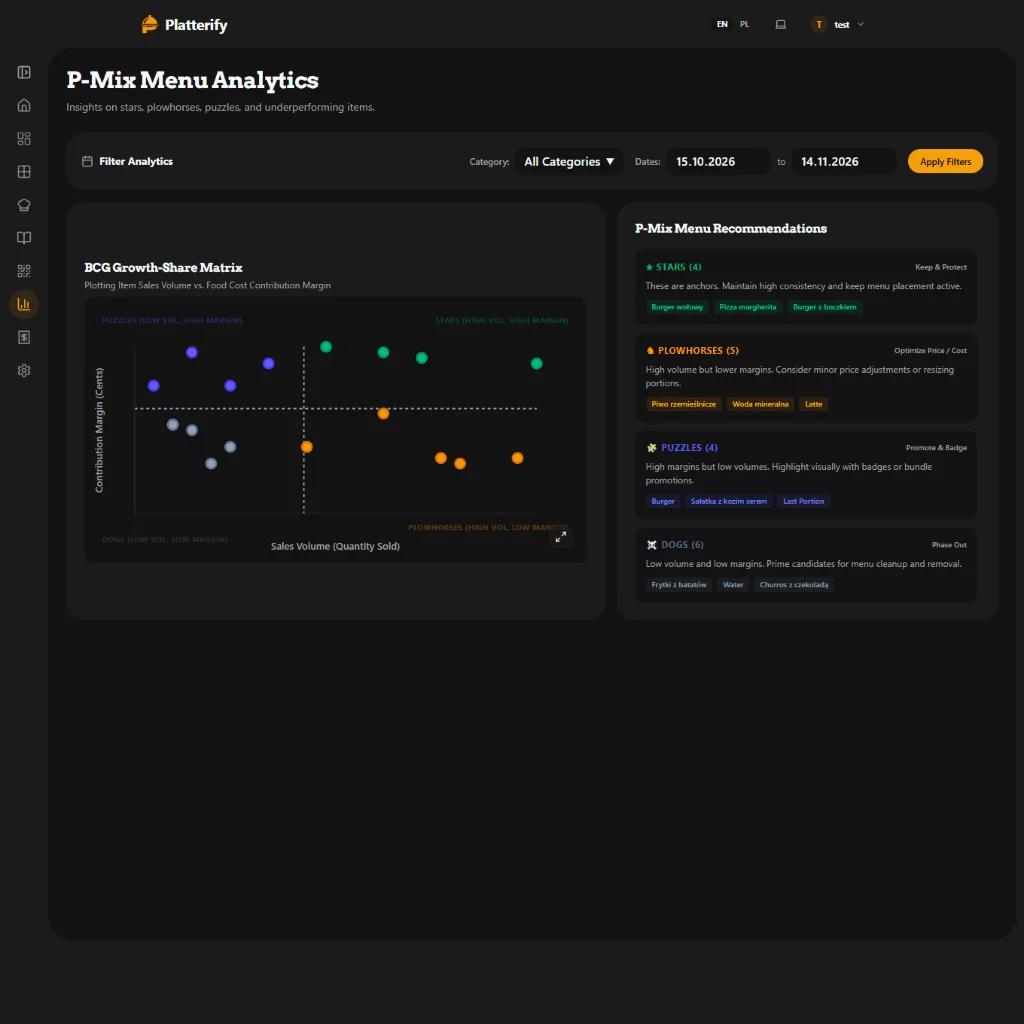 Platterify
EN PL
T test
P-Mix Menu Analytics
Insights on stars, plowhorses, puzzles, and underperforming items.
Filter Analytics
Category: All Categories ▼ Dates: 15.10.2026 to 14.11.2026 Apply Filters
BCG Growth-Share Matrix
Plotting Item Sales Volume vs. Food Cost Contribution Margin
PUZZLES (LOW VOL, HIGH MARGIN) STARS (HIGH VOL, HIGH MARGIN)
Contribution Margin (Cents)
PLOWHORSES (HIGH VOL, LOW MARGIN)
DOGS (LOW VOL, LOW MARGIN)
Sales Volume (Quantity Sold)
P-Mix Menu Recommendations
★ STARS (4) Keep & Protect
These are anchors. Maintain high consistency and keep menu placement active.
Burger wołowy Pizza margherita Burger z boczkiem
PLOWHORSES (5) Optimize Price / Cost
High volume but lower margins. Consider minor price adjustments or resizing
portions.
Piwo rzemieślnicze Woda mineralna Latte
PUZZLES (4) Promote & Badge
High margins but low volumes. Highlight visually with badges or bundle
promotions.
Burger Sałatka z kozim serem Last Portion
DOGS (6) Phase Out
Low volume and low margins. Prime candidates for menu cleanup and removal.
Frytki z batatów Water Churros z czekoladą